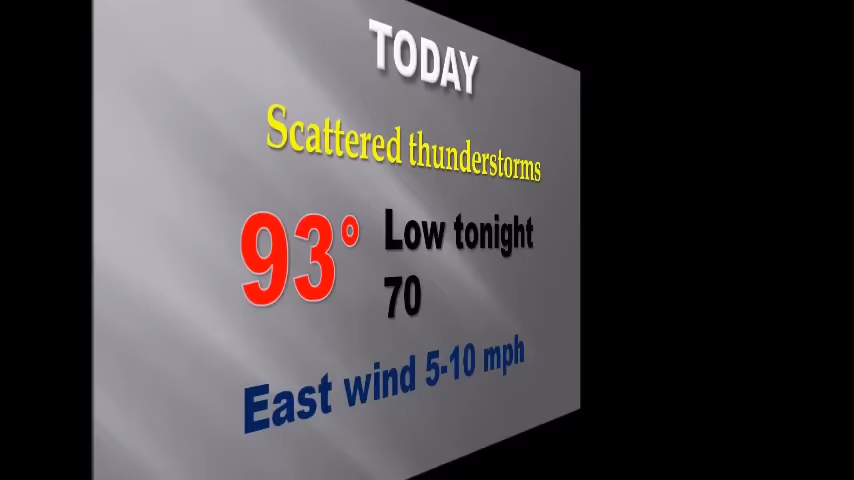 TODAY
Scattered thunderstorms
93°
Low tonight
70
East wind 5-10 mph